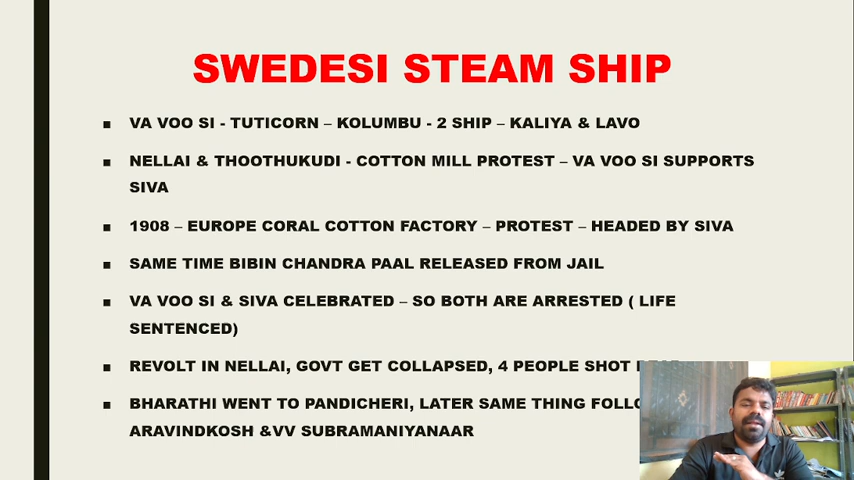 SWEDESI STEAM SHIP
▪ VA VOO SI - TUTICORN – KOLUMBU - 2 SHIP – KALIYA & LAVO
▪ NELLAI & THOOTHUKUDI - COTTON MILL PROTEST – VA VOO SI SUPPORTS
SIVA
▪ 1908 – EUROPE CORAL COTTON FACTORY – PROTEST – HEADED BY SIVA
▪ SAME TIME BIBIN CHANDRA PAAL RELEASED FROM JAIL
▪ VA VOO SI & SIVA CELEBRATED – SO BOTH ARE ARRESTED ( LIFE
SENTENCED)
▪ REVOLT IN NELLAI, GOVT GET COLLAPSED, 4 PEOPLE SHOT
▪ BHARATHI WENT TO PANDICHERI, LATER SAME THING
ARAVINDKOSH &VV SUBRAMANIYANAAR